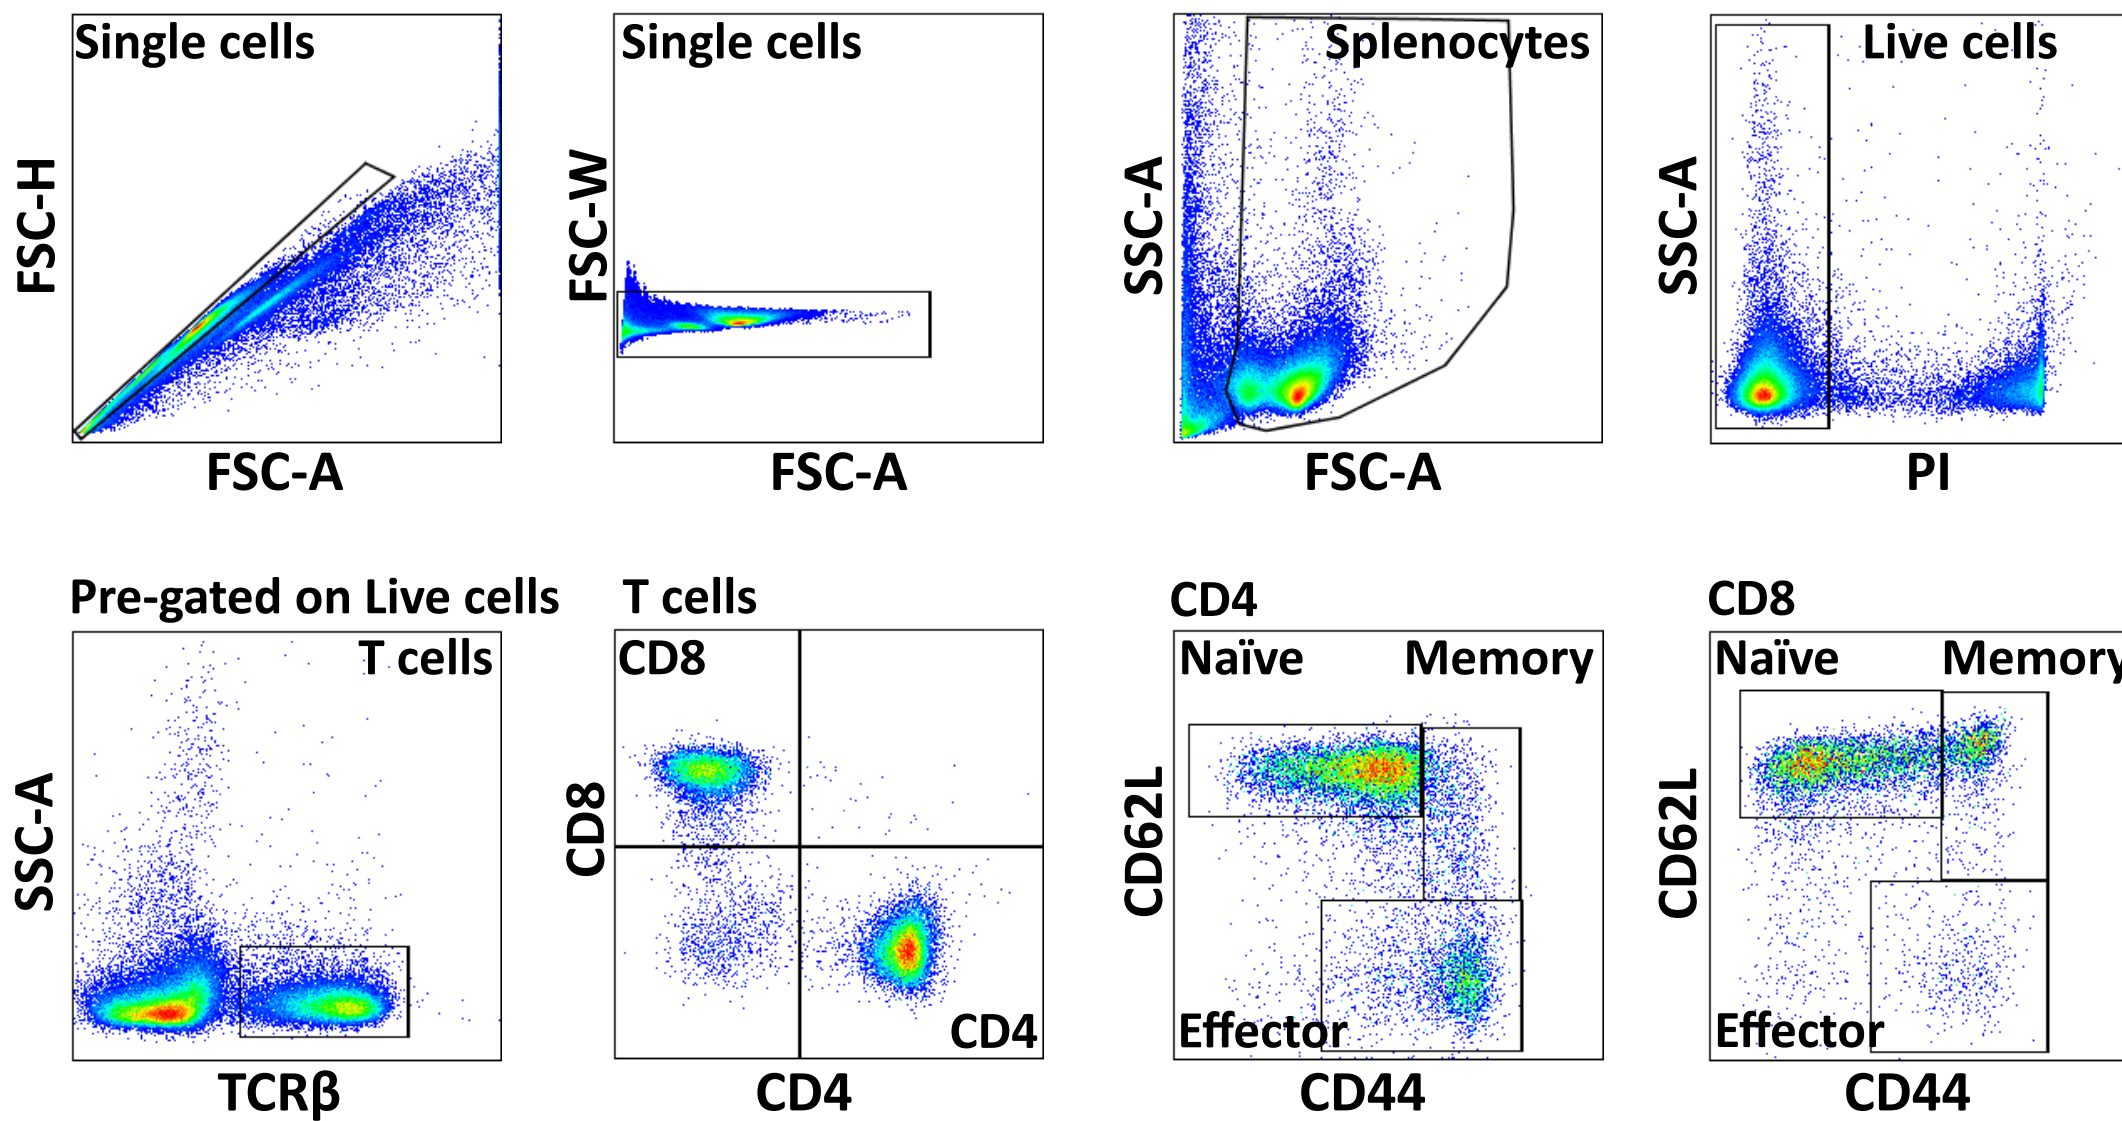 Single cells
FSC-H
FSC-A
Single cells
FSC-W
FSC-A
Splenocytes
SSC-A
FSC-A
Live cells
SSC-A
PI
Pre-gated on Live cells
T cells
SSC-A
TCRβ
T cells
CD8
CD8
CD4
CD4
CD4
Naïve Memory
CD62L
Effector
CD44
CD8
Naïve Memory
CD62L
Effector
CD44